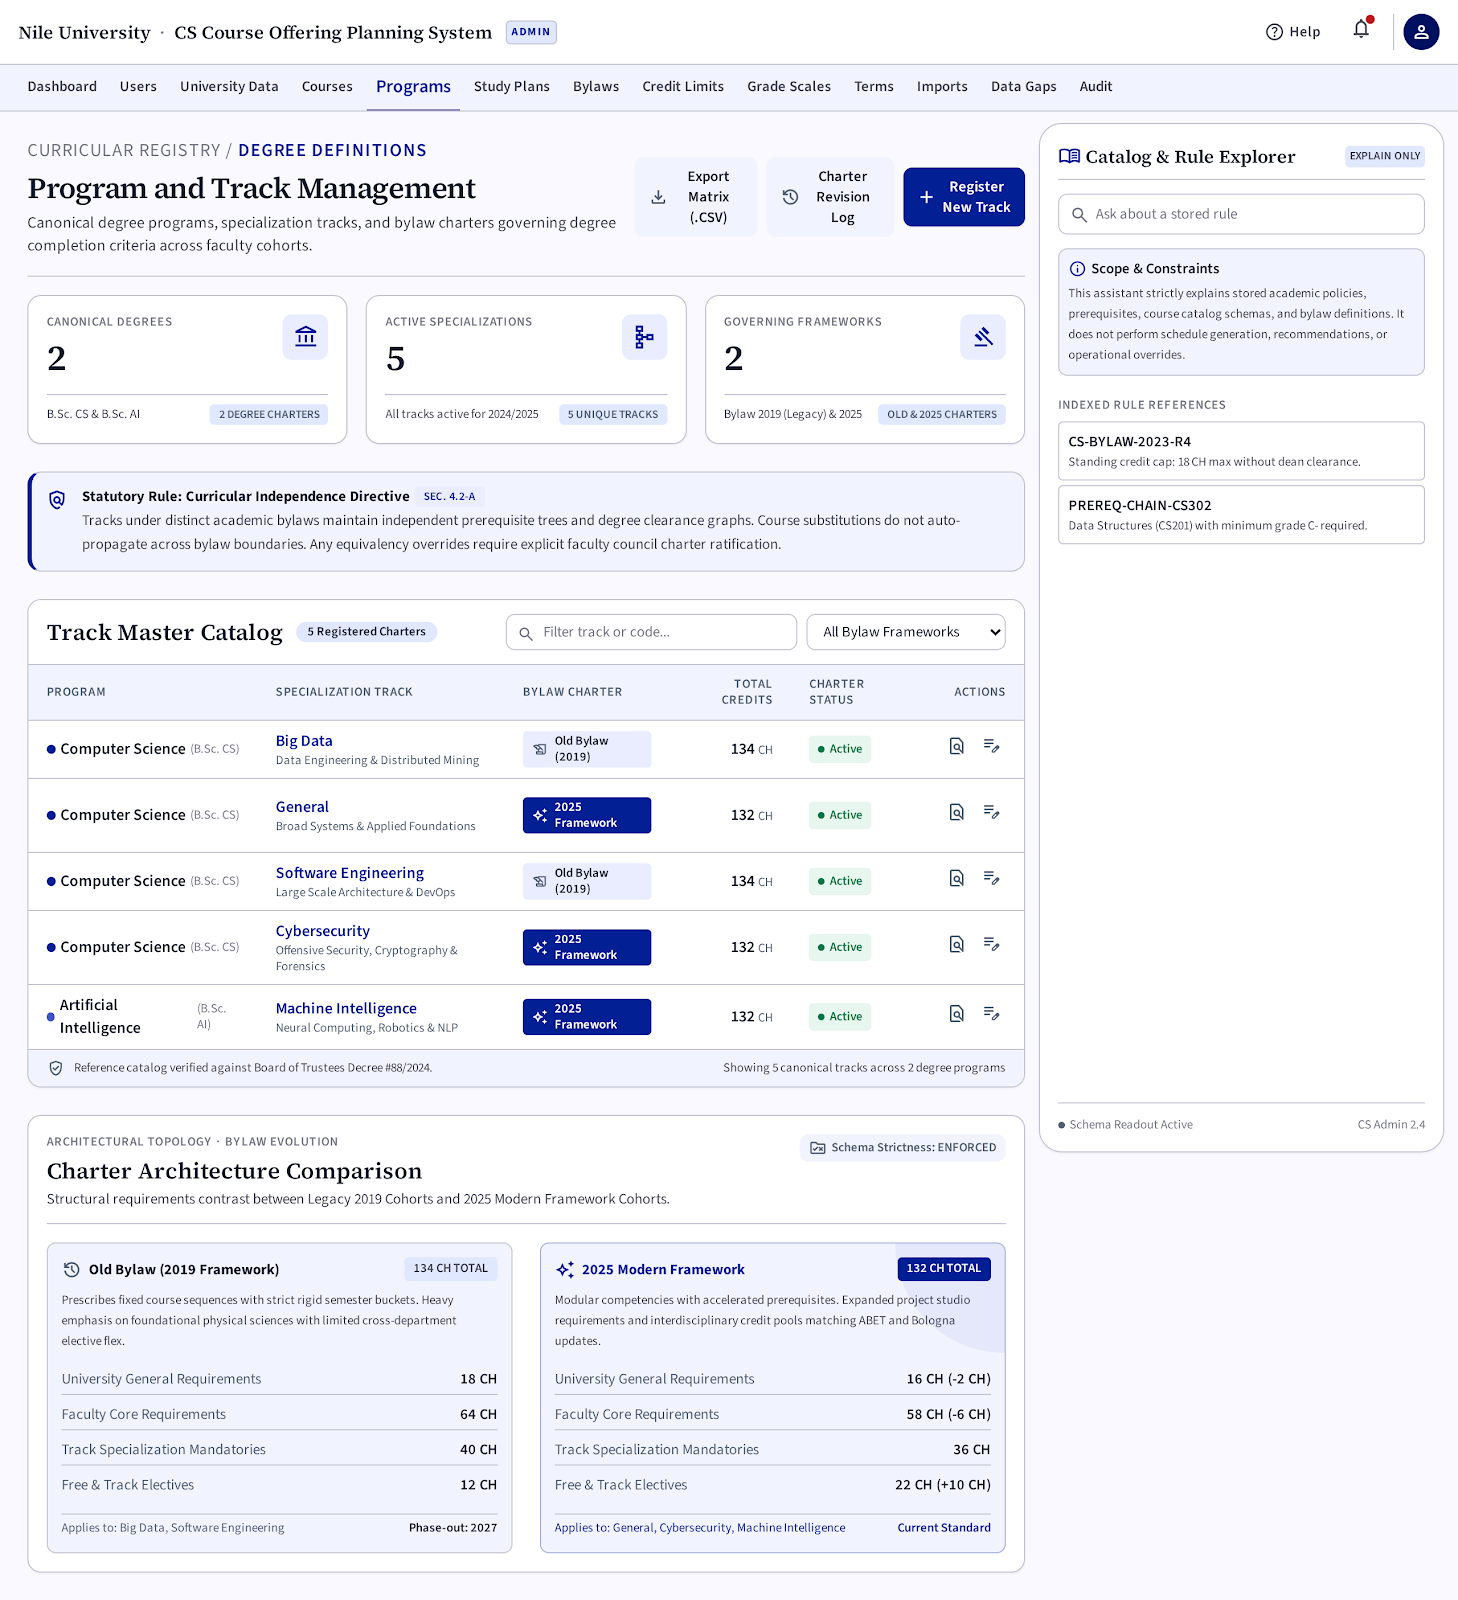 Nile University · CS Course Offering Planning System ADMIN
Help
Dashboard Users University Data Courses Programs Study Plans Bylaws Credit Limits Grade Scales Terms Imports Data Gaps Audit
CURRICULAR REGISTRY / DEGREE DEFINITIONS
Program and Track Management
Canonical degree programs, specialization tracks, and bylaw charters governing degree
completion criteria across faculty cohorts.
Export
Matrix
(.CSV)
Charter
Revision
Log
Register
New Track
CANONICAL DEGREES
2
B.Sc. CS & B.Sc. AI 2 DEGREE CHARTERS
ACTIVE SPECIALIZATIONS
5
All tracks active for 2024/2025 5 UNIQUE TRACKS
GOVERNING FRAMEWORKS
2
Bylaw 2019 (Legacy) & 2025 OLD & 2025 CHARTERS
Statutory Rule: Curricular Independence Directive SEC. 4.2-A
Tracks under distinct academic bylaws maintain independent prerequisite trees and degree clearance graphs. Course substitutions do not auto-
propagate across bylaw boundaries. Any equivalency overrides require explicit faculty council charter ratification.
Track Master Catalog 5 Registered Charters Filter track or code... All Bylaw Frameworks
PROGRAM SPECIALIZATION TRACK BYLAW CHARTER TOTAL CREDITS CHARTER STATUS ACTIONS
Computer Science (B.Sc. CS)
Big Data
Data Engineering & Distributed Mining
Old Bylaw
(2019)
134 CH
Active
Computer Science (B.Sc. CS)
General
Broad Systems & Applied Foundations
2025
Framework
132 CH
Active
Computer Science (B.Sc. CS)
Software Engineering
Large Scale Architecture & DevOps
Old Bylaw
(2019)
134 CH
Active
Computer Science (B.Sc. CS)
Cybersecurity
Offensive Security, Cryptography &
Forensics
2025
Framework
132 CH
Active
Artificial
Intelligence
(B.Sc.
AI)
Machine Intelligence
Neural Computing, Robotics & NLP
2025
Framework
132 CH
Active
Reference catalog verified against Board of Trustees Decree #88/2024. Showing 5 canonical tracks across 2 degree programs
ARCHITECTURAL TOPOLOGY · BYLAW EVOLUTION
Charter Architecture Comparison
Structural requirements contrast between Legacy 2019 Cohorts and 2025 Modern Framework Cohorts.
Schema Strictness: ENFORCED
Old Bylaw (2019 Framework) 134 CH TOTAL
Prescribes fixed course sequences with strict rigid semester buckets. Heavy
emphasis on foundational physical sciences with limited cross-department
elective flex.
University General Requirements 18 CH
Faculty Core Requirements 64 CH
Track Specialization Mandatories 40 CH
Free & Track Electives 12 CH
Applies to: Big Data, Software Engineering Phase-out: 2027
2025 Modern Framework 132 CH TOTAL
Modular competencies with accelerated prerequisites. Expanded project studio
requirements and interdisciplinary credit pools matching ABET and Bologna
updates.
University General Requirements 16 CH (-2 CH)
Faculty Core Requirements 58 CH (-6 CH)
Track Specialization Mandatories 36 CH
Free & Track Electives 22 CH (+10 CH)
Applies to: General, Cybersecurity, Machine Intelligence Current Standard
Catalog & Rule Explorer EXPLAIN ONLY
Ask about a stored rule
Scope & Constraints
This assistant strictly explains stored academic policies,
prerequisites, course catalog schemas, and bylaw definitions. It
does not perform schedule generation, recommendations, or
operational overrides.
INDEXED RULE REFERENCES
CS-BYLAW-2023-R4
Standing credit cap: 18 CH max without dean clearance.
PREREQ-CHAIN-CS302
Data Structures (CS201) with minimum grade C- required.
Schema Readout Active CS Admin 2.4